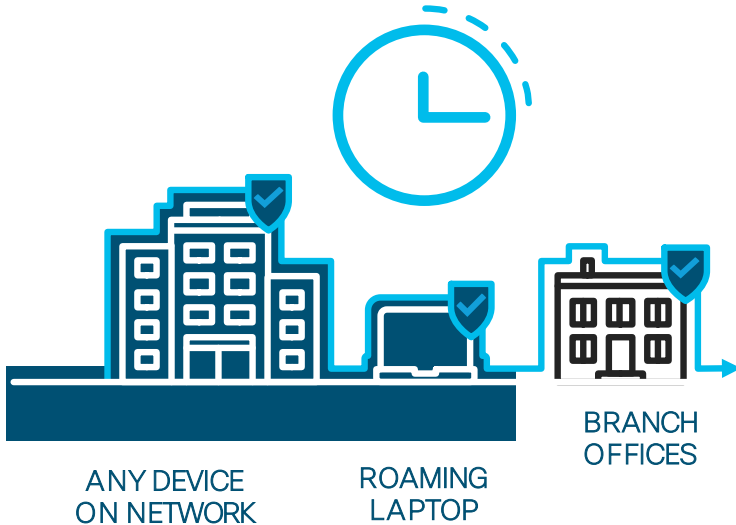 ANY DEVICE
ON NETWORK
ROAMING
LAPTOP
BRANCH
OFFICES